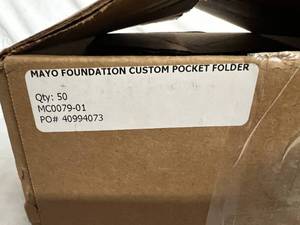 MAYO FOUNDATION CUSTOM POCKET FOLDER
Qty: 50
MC0079-01
PO# 40994073